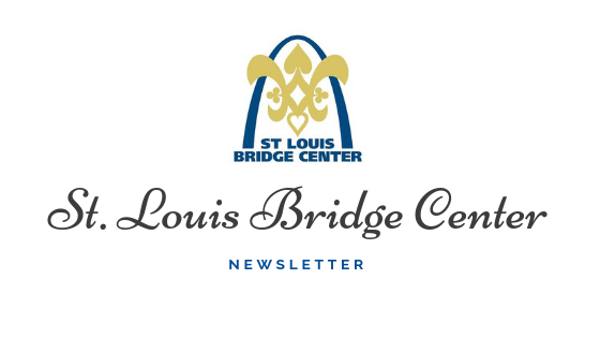 ST LOUIS
BRIDGE CENTER
St. Louis Bridge Center
NEWSLETTER